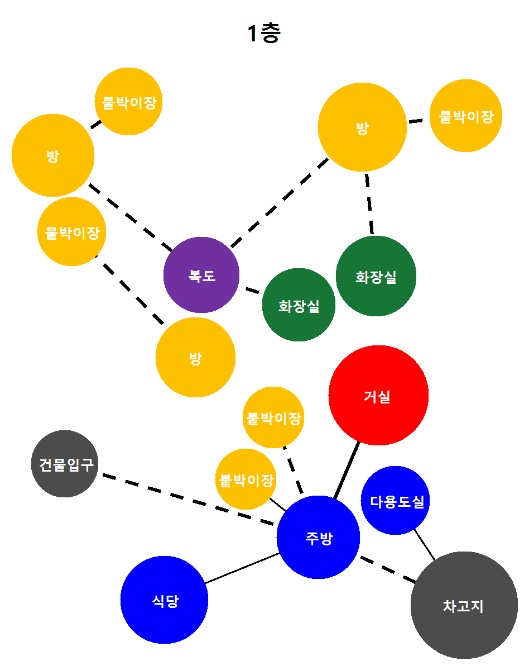 1층
붙박이장
붙박이장
방
방
붙박이장
복도
화장실
화장실
방
거실
붙박이장
건물입구
붙박이장
다용도실
주방
식당
차고지